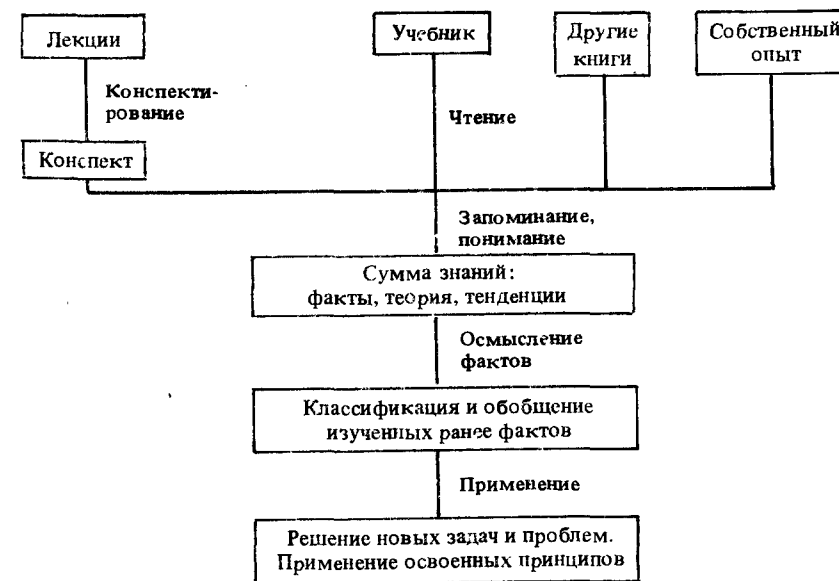 Лекции
Учебник
Другие
книги
Собственный
опыт
Конспекти-
рование
Чтение
Конспект
Запоминание,
понимание
Сумма знаний:
факты, теория, тенденции
Осмысление
фактов
Классификация и обобщение
изученных ранее фактов
Применение
Решение новых задач и проблем.
Применение освоенных принципов